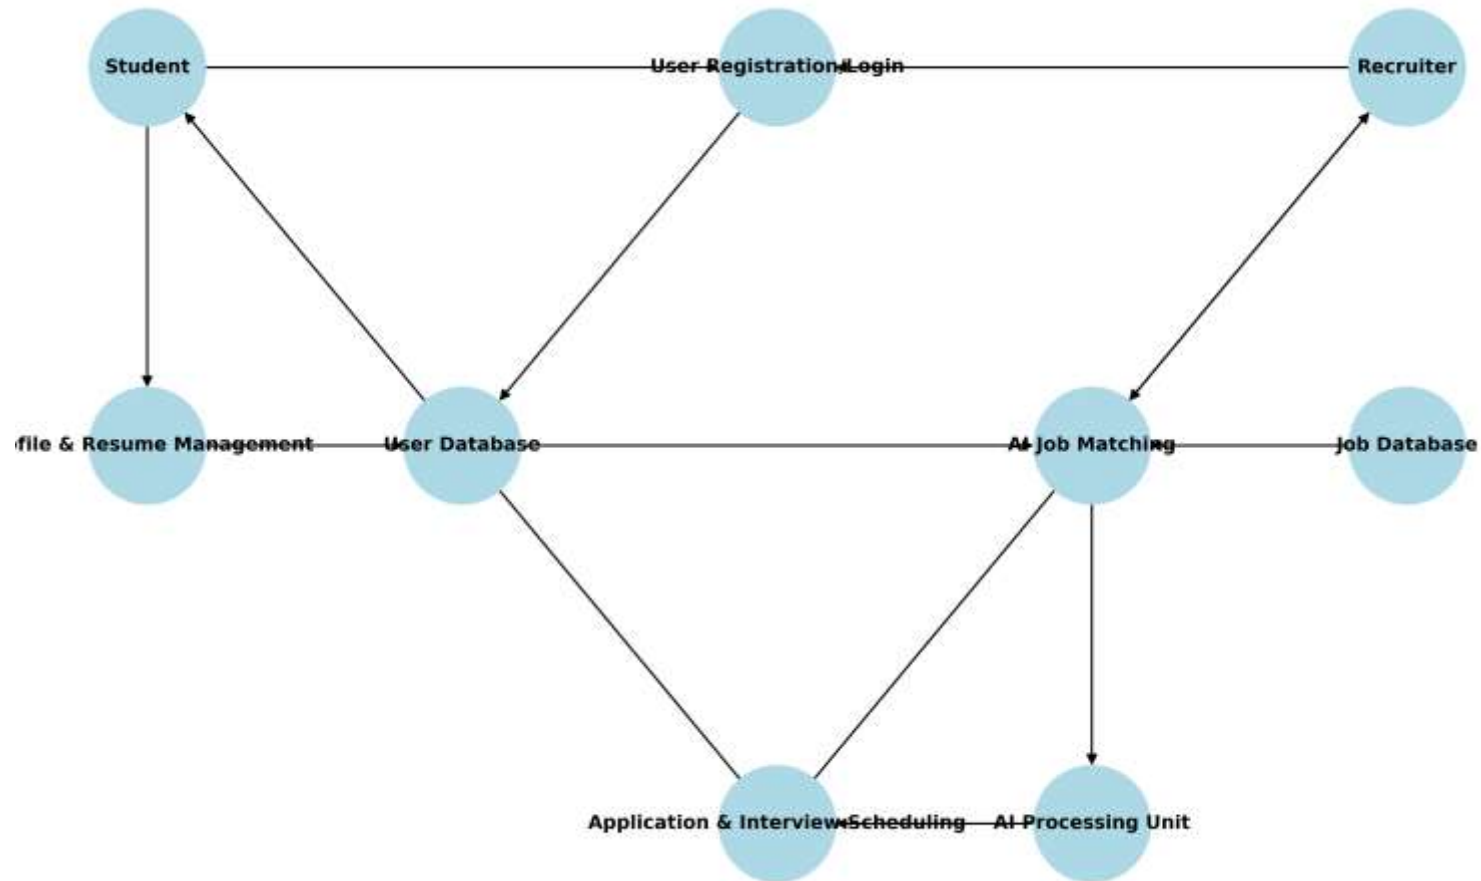 Student
User Registration/Login
Recruiter
file & Resume Management
User Database
AI Job Matching
Job Database
Application & Interview Scheduling
AI Processing Unit